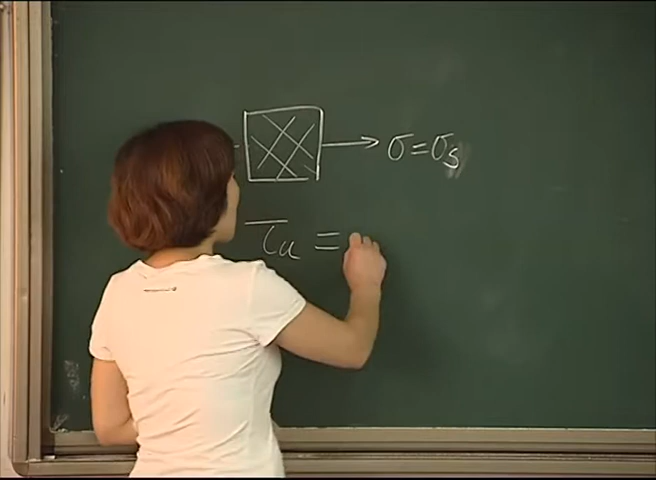 σ=σs
τu =